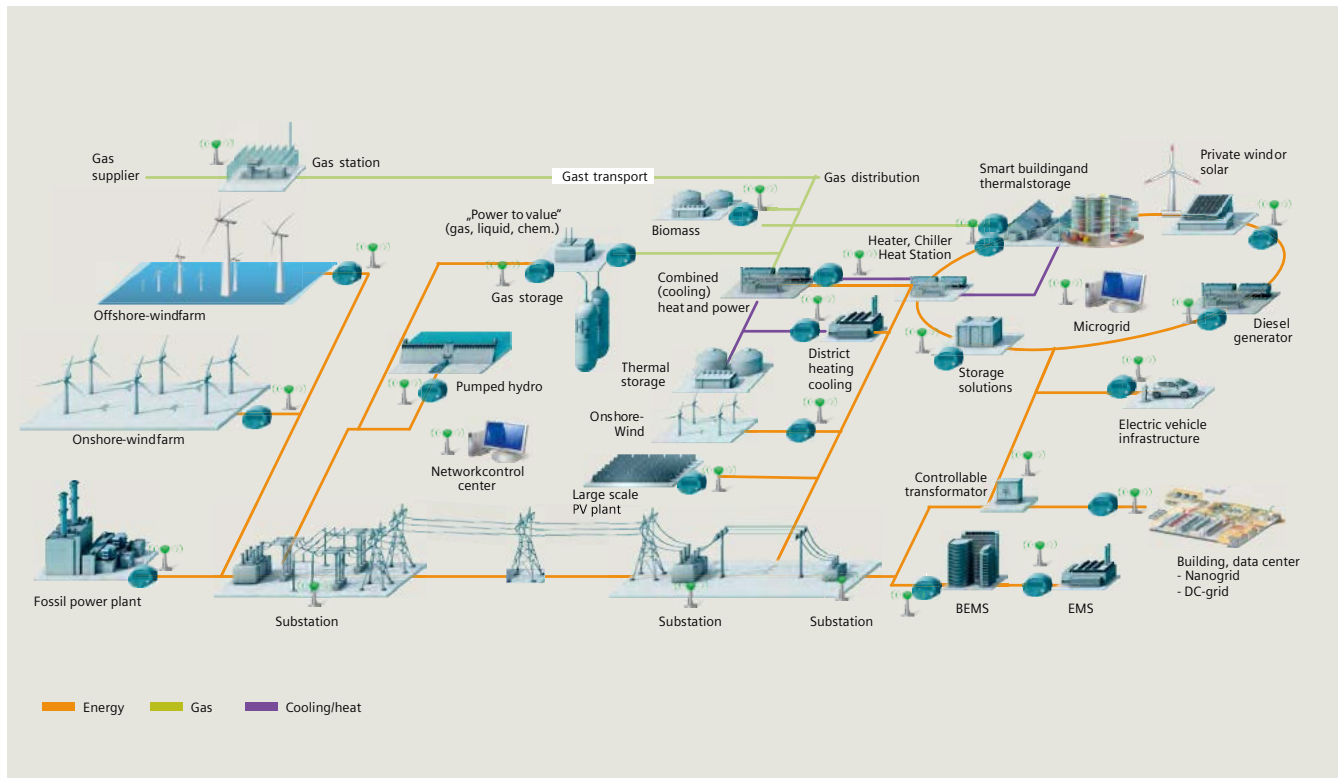 Gas
supplier
Gas station
Gast transport
Gas distribution
Smart buildingand
thermalstorage
Private wind or
solar
„Power to value"
(gas, liquid, chem.)
Biomass
Heater, Chiller
Heat Station
Gas storage
Combined
(cooling)
heat and power
Offshore-windfarm
Microgrid
Diesel
generator
Pumped hydro
Thermal
storage
District
heating
cooling
Storage
solutions
Onshore-windfarm
Onshore-
Wind
Electric vehicle
infrastructure
Networkcontrol
center
Large scale
PV plant
Controllable
transformator
Building, data center
- Nanogrid
- DC-grid
Fossil power plant
Substation
Substation
Substation
BEMS
EMS
Energy
Gas
Cooling/heat